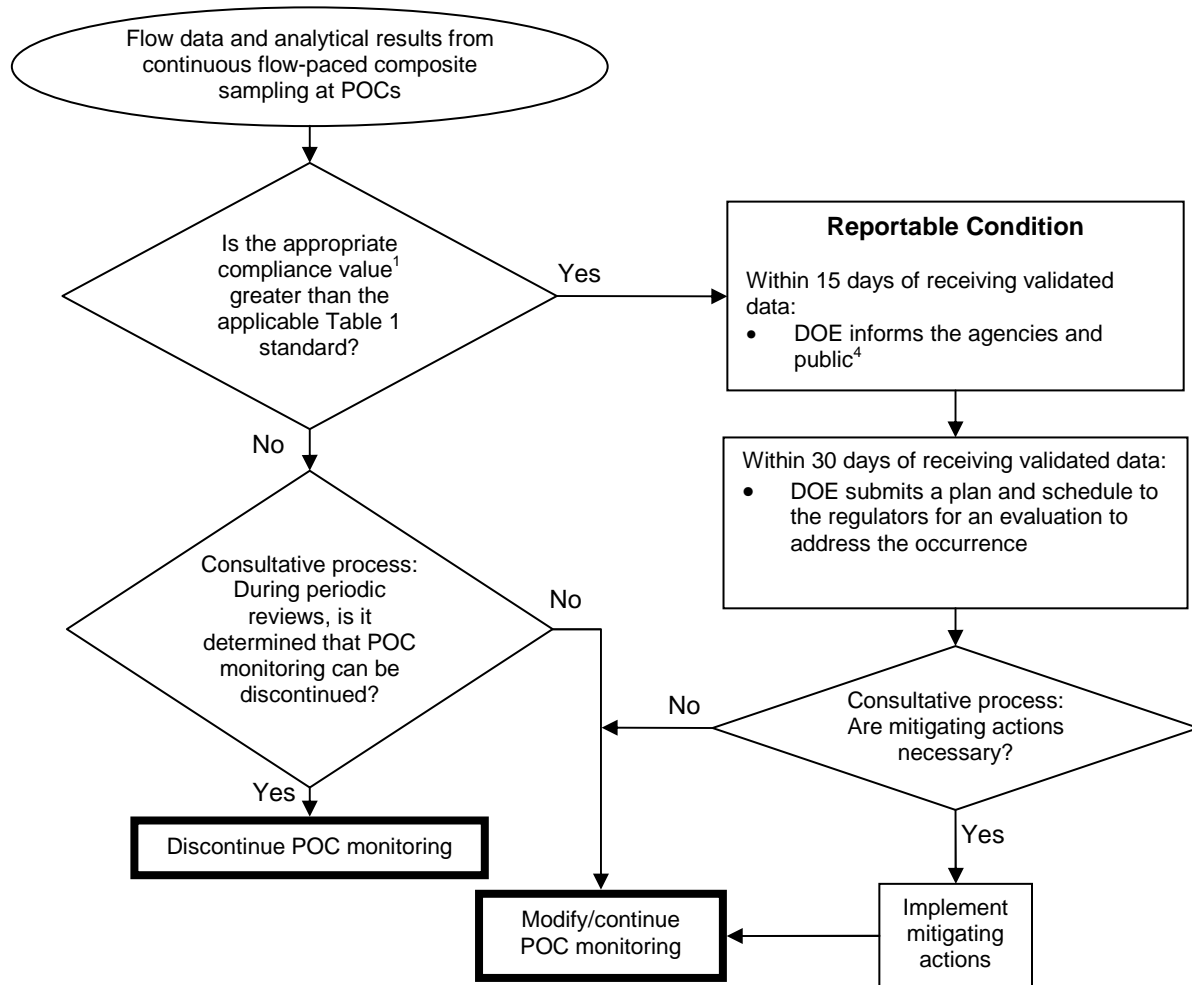 Flow data and analytical results from
continuous flow-paced composite
sampling at POCs
Is the appropriate
compliance value¹
greater than the
applicable Table 1
standard?
Yes
Reportable Condition
Within 15 days of receiving validated
data:
• DOE informs the agencies and
public⁴
No
Within 30 days of receiving validated data:
• DOE submits a plan and schedule to
the regulators for an evaluation to
address the occurrence
Consultative process:
During periodic
reviews, is it
determined that POC
monitoring can be
discontinued?
No
No
Consultative process:
Are mitigating actions
necessary?
Yes
Discontinue POC monitoring
Yes
Modify/continue
POC monitoring
Implement
mitigating
actions